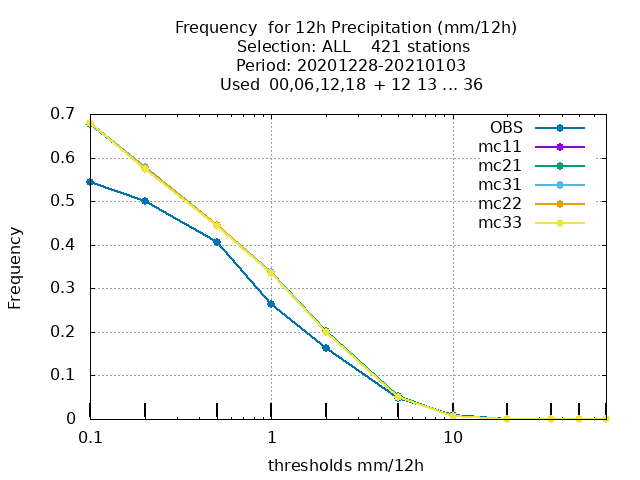 Frequency  for 12h Precipitation (mm/12h)
Selection: ALL    421 stations
Period: 20201228-20210103
Used  00,06,12,18  + 12 13 ... 36
OBS
mc11
mc21
mc31
mc22
mc33
Frequency
0.7
0.6
0.5
0.4
0.3
0.2
0.1
0
0.1
1
10
thresholds mm/12h